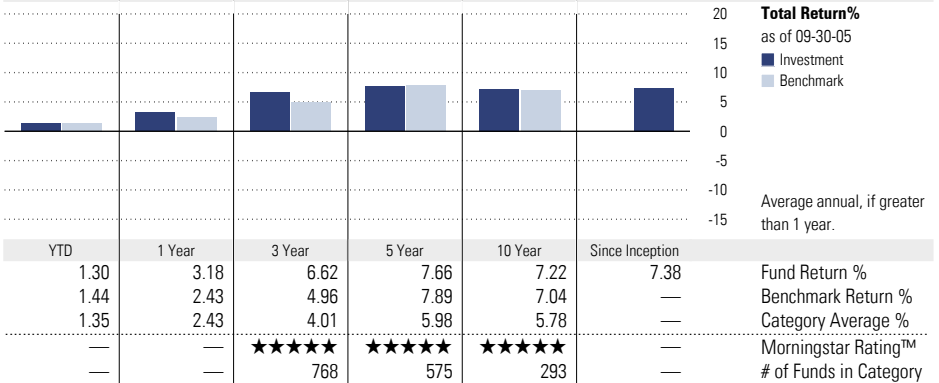 20
15
10
5
0
-5
-10
-15
Total Return%
as of 09-30-05
Investment
Benchmark
Average annual, if greater
than 1 year.
YTD 1 Year 3 Year 5 Year 10 Year Since Inception
1.30 3.18 6.62 7.66 7.22 7.38 Fund Return %
1.44 2.43 4.96 7.89 7.04 — Benchmark Return %
1.35 2.43 4.01 5.98 5.78 — Category Average %
— — ★★★★★ ★★★★★ ★★★★★ Morningstar Rating™
— — 768 575 293 # of Funds in Category